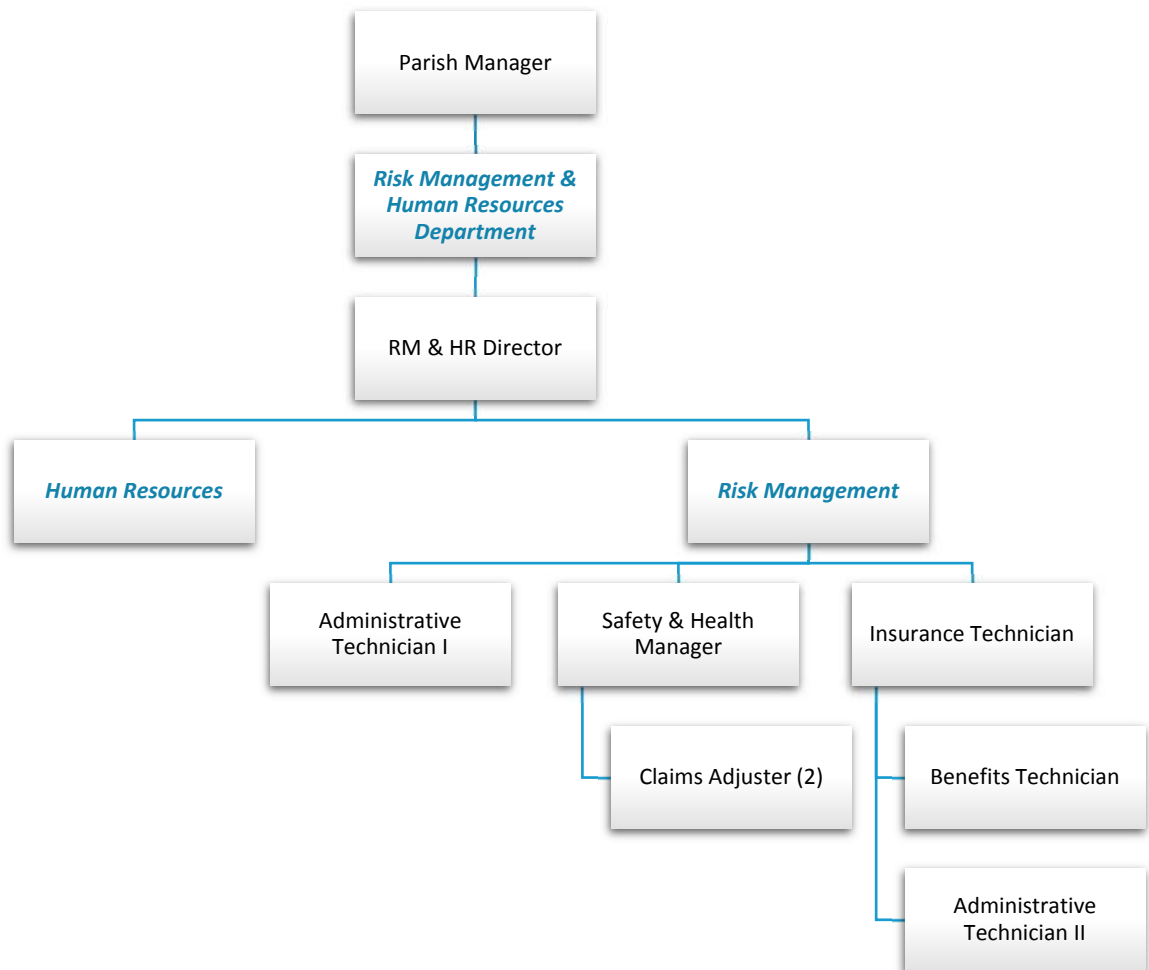 Parish Manager
Risk Management &
Human Resources
Department
RM & HR Director
Human Resources
Risk Management
Administrative
Technician I
Safety & Health
Manager
Insurance Technician
Claims Adjuster (2)
Benefits Technician
Administrative
Technician II